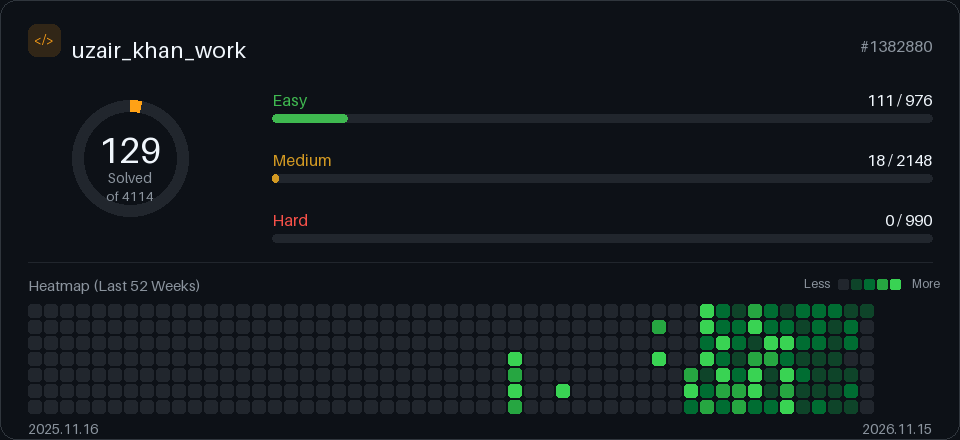 </>
uzair_khan_work
#1382880
129
Solved
of 4114
Easy 111 / 976
Medium 18 / 2148
Hard 0 / 990
Heatmap (Last 52 Weeks)
Less More
2025.11.16 2026.11.15